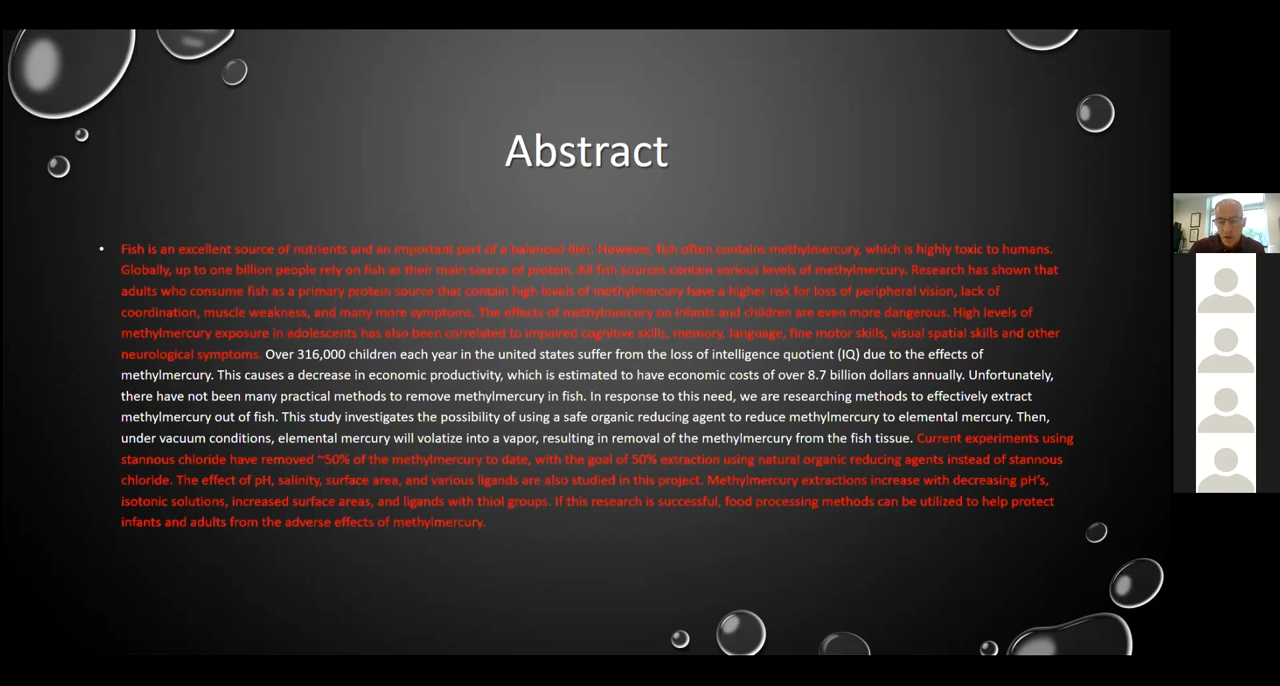 Abstract
• Fish is an excellent source of nutrients and an important part of a balanced diet. However, fish often contains methylmercury, which is highly toxic to humans.
Globally, up to one billion people rely on fish as their main source of protein. All fish sources contain various levels of methylmercury. Research has shown that
adults who consume fish as a primary protein source that contain high levels of methylmercury have a higher risk for loss of peripheral vision, lack of
coordination, muscle weakness, and many more symptoms. The effects of methylmercury on infants and children are even more dangerous. High levels of
methylmercury exposure in adolescents has also been correlated to impaired cognitive skills, memory, language, fine motor skills, visual spatial skills and other
neurological symptoms. Over 316,000 children each year in the united states suffer from the loss of intelligence quotient (IQ) due to the effects of
methylmercury. This causes a decrease in economic productivity, which is estimated to have economic costs of over 8.7 billion dollars annually. Unfortunately,
there have not been many practical methods to remove methylmercury in fish. In response to this need, we are researching methods to effectively extract
methylmercury out of fish. This study investigates the possibility of using a safe organic reducing agent to reduce methylmercury to elemental mercury. Then,
under vacuum conditions, elemental mercury will volatize into a vapor, resulting in removal of the methylmercury from the fish tissue. Current experiments using
stannous chloride have removed ~50% of the methylmercury to date, with the goal of 50% extraction using natural organic reducing agents instead of stannous
chloride. The effect of pH, salinity, surface area, and various ligands are also studied in this project. Methylmercury extractions increase with decreasing pH's,
isotonic solutions, increased surface areas, and ligands with thiol groups. If this research is successful, food processing methods can be utilized to help protect
infants and adults from the adverse effects of methylmercury.